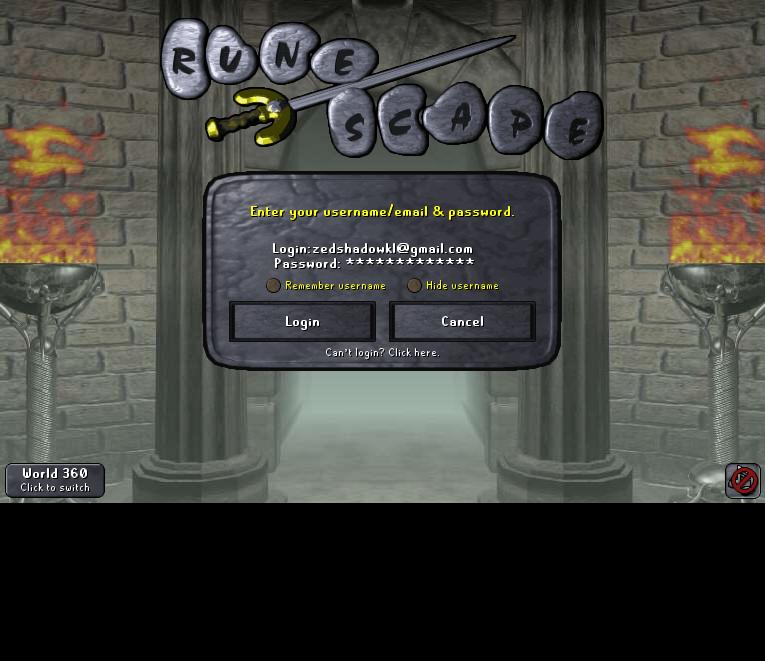 RUNE
SCAPE
Enter your username/email & password.
Login:zedshadowkl@gmail.com
Password: *************
Remember username
Hide username
Login
Cancel
Can't login? Click here.
World 360
Click to switch